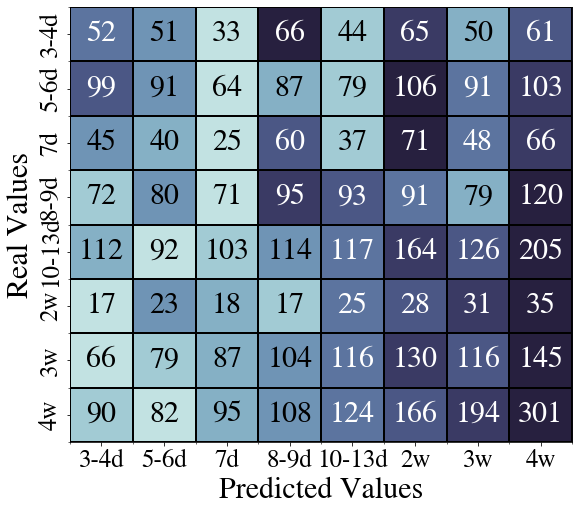 3-4d 52 51 33 66 44 65 50 61
5-6d 99 91 64 87 79 106 91 103
7d 45 40 25 60 37 71 48 66
8-9d 72 80 71 95 93 91 79 120
10-13d 112 92 103 114 117 164 126 205
2w 17 23 18 17 25 28 31 35
3w 66 79 87 104 116 130 116 145
4w 90 82 95 108 124 166 194 301
Real Values
3-4d 5-6d 7d 8-9d 10-13d 2w 3w 4w
Predicted Values